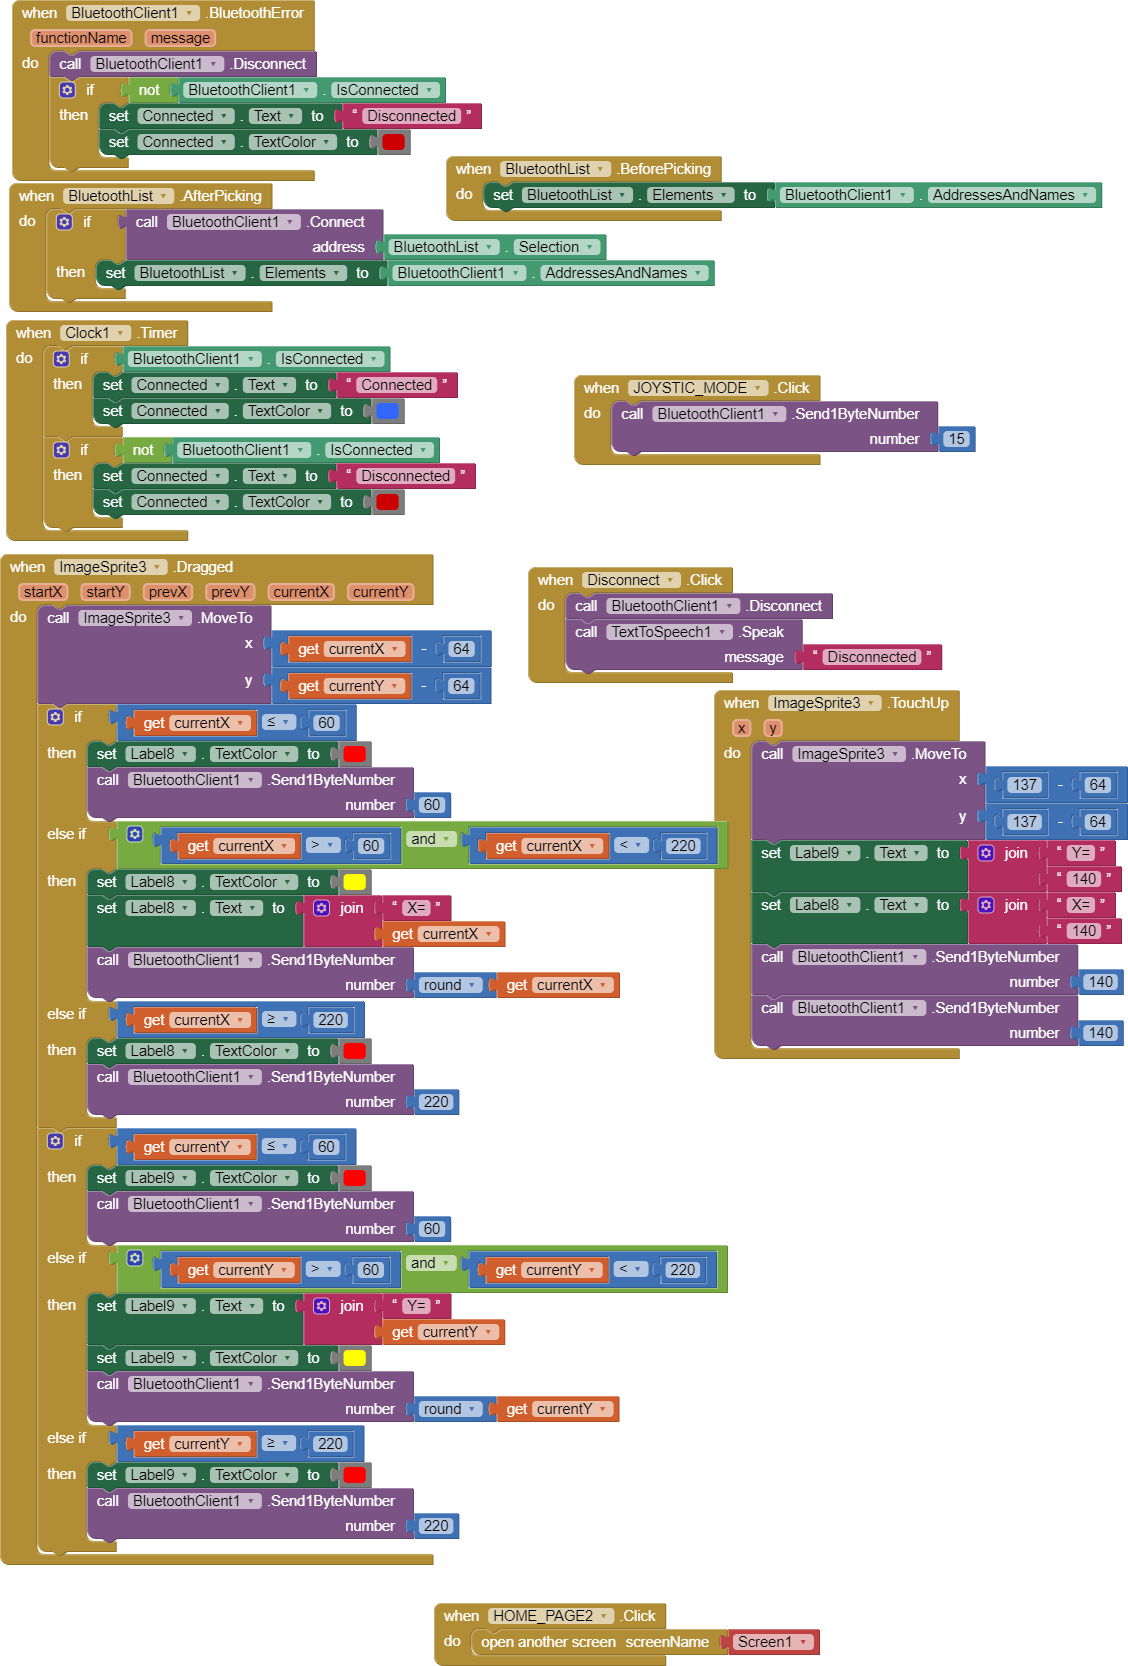 when BluetoothClient1 .BluetoothError
functionName message
do call BluetoothClient1 .Disconnect
if not BluetoothClient1 . IsConnected
then set Connected . Text to " Disconnected "
set Connected . TextColor to
when BluetoothList .BeforePicking
do set BluetoothList . Elements to BluetoothClient1 . AddressesAndNames
when BluetoothList .AfterPicking
do if call BluetoothClient1 .Connect
address BluetoothList . Selection
then set BluetoothList . Elements to BluetoothClient1 . AddressesAndNames
when Clock1 .Timer
do if BluetoothClient1 . IsConnected
then set Connected . Text to " Connected "
set Connected . TextColor to
if not BluetoothClient1 . IsConnected
then set Connected . Text to " Disconnected "
set Connected . TextColor to
when JOYSTIC_MODE .Click
do call BluetoothClient1 .Send1ByteNumber
number 15
when ImageSprite3 .Dragged
startX startY prevX prevY currentX currentY
do call ImageSprite3 .MoveTo
x get currentX - 64
y get currentY - 64
if get currentX ≤ 60
then set Label8 . TextColor to
call BluetoothClient1 .Send1ByteNumber
number 60
else if get currentX > 60 and get currentX < 220
then set Label8 . TextColor to
set Label8 . Text to join " X= "
get currentX
call BluetoothClient1 .Send1ByteNumber
number round get currentX
else if get currentX ≥ 220
then set Label8 . TextColor to
call BluetoothClient1 .Send1ByteNumber
number 220
if get currentY ≤ 60
then set Label9 . TextColor to
call BluetoothClient1 .Send1ByteNumber
number 60
else if get currentY > 60 and get currentY < 220
then set Label9 . Text to join " Y= "
get currentY
set Label9 . TextColor to
call BluetoothClient1 .Send1ByteNumber
number round get currentY
else if get currentY ≥ 220
then set Label9 . TextColor to
call BluetoothClient1 .Send1ByteNumber
number 220
when Disconnect .Click
do call BluetoothClient1 .Disconnect
call TextToSpeech1 .Speak
message " Disconnected "
when ImageSprite3 .TouchUp
x y
do call ImageSprite3 .MoveTo
x 137 - 64
y 137 - 64
set Label9 . Text to join " Y= "
" 140 "
set Label8 . Text to join " X= "
" 140 "
call BluetoothClient1 .Send1ByteNumber
number 140
call BluetoothClient1 .Send1ByteNumber
number 140
when HOME_PAGE2 .Click
do open another screen screenName Screen1